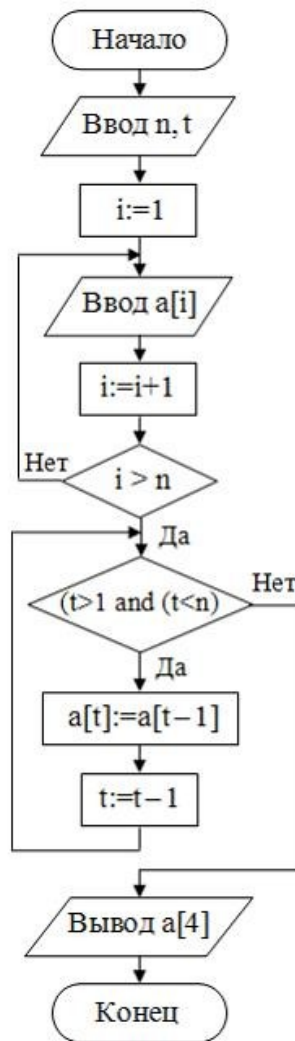 Начало
Ввод n, t
i:=1
Ввод a[i]
i:=i+1
Нет
i > n
Да
(t>1 and (t<n)
Нет
Да
a[t]:=a[t–1]
t:=t–1
Вывод a[4]
Конец